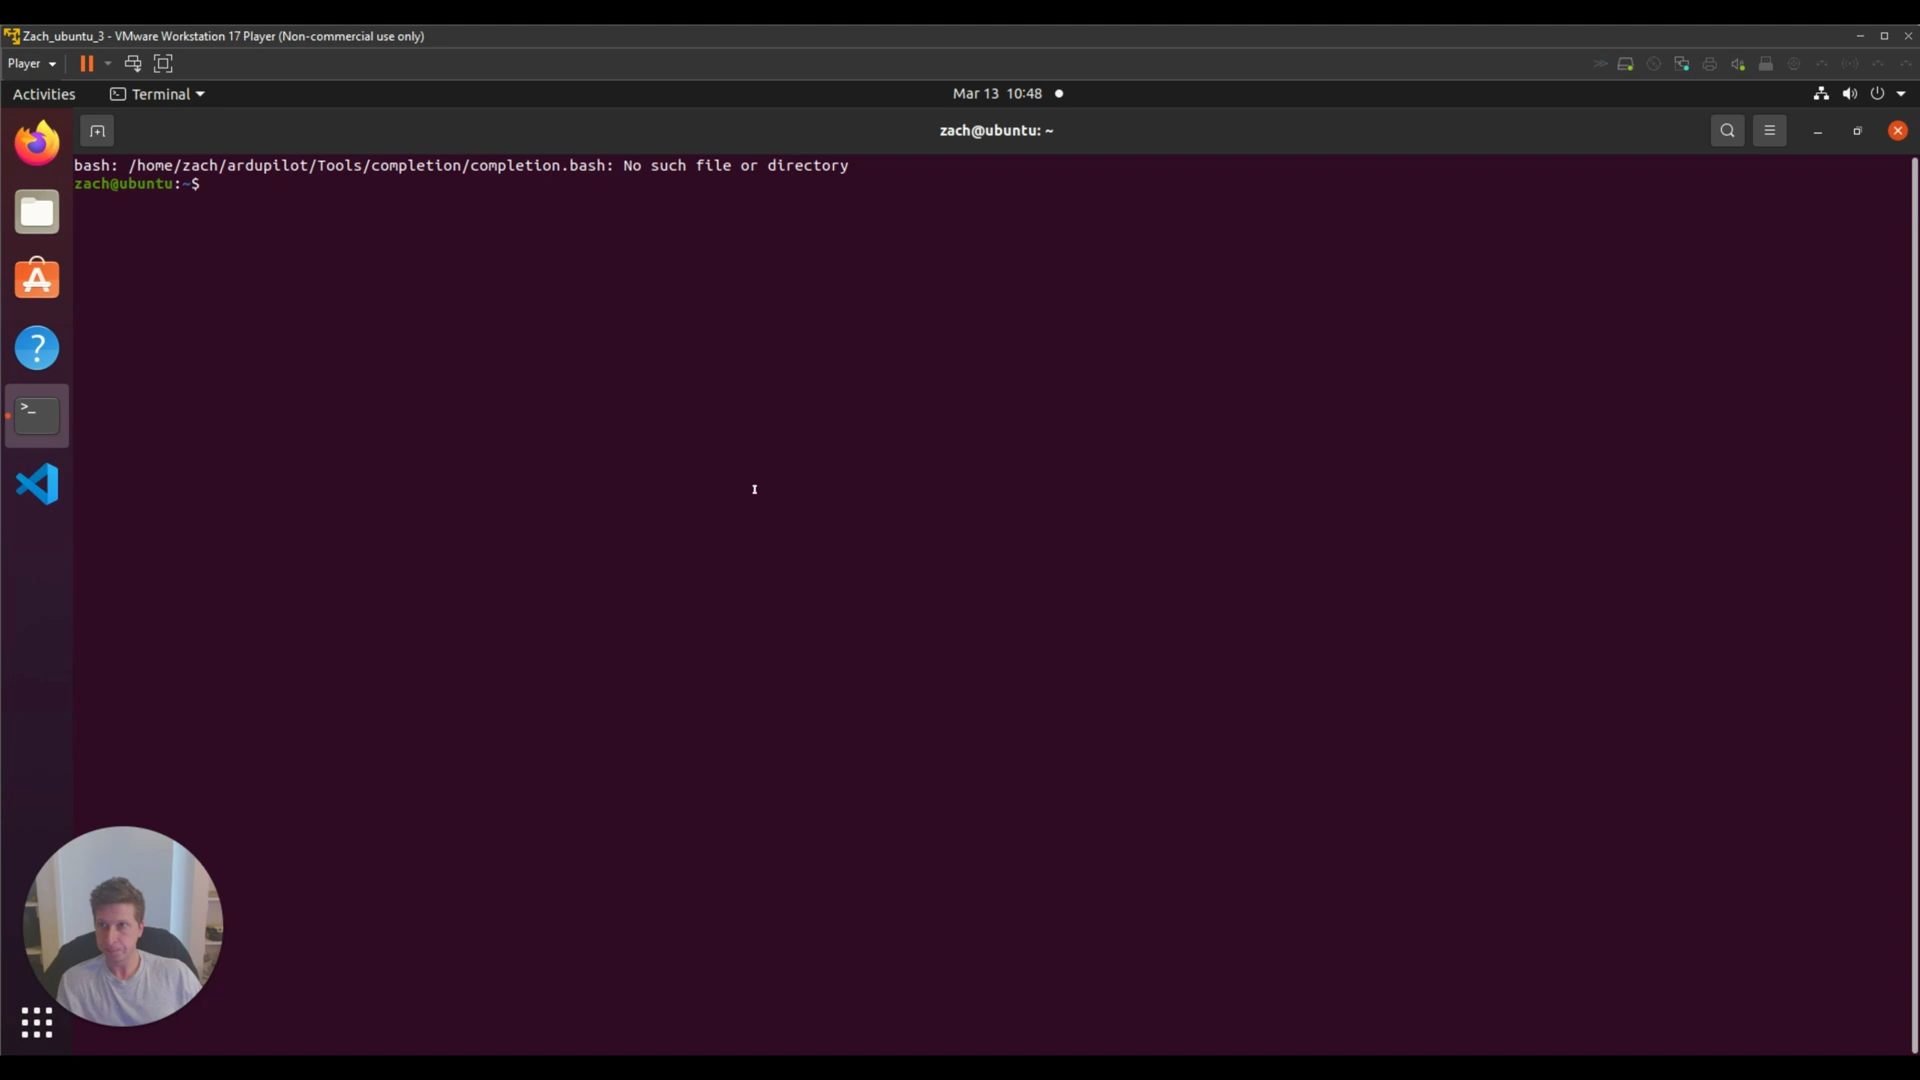 Zach_ubuntu_3 - VMware Workstation 17 Player (Non-commercial use only)
Player
Activities
Terminal
Mar 13 10:48
zach@ubuntu: ~
bash: /home/zach/ardupilot/Tools/completion/completion.bash: No such file or directory
zach@ubuntu:~$